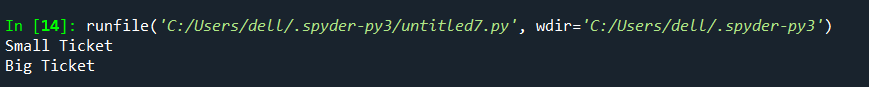 In [14]: runfile('C:/Users/dell/.spyder-py3/untitled7.py', wdir='C:/Users/dell/.spyder-py3')
Small Ticket
Big Ticket